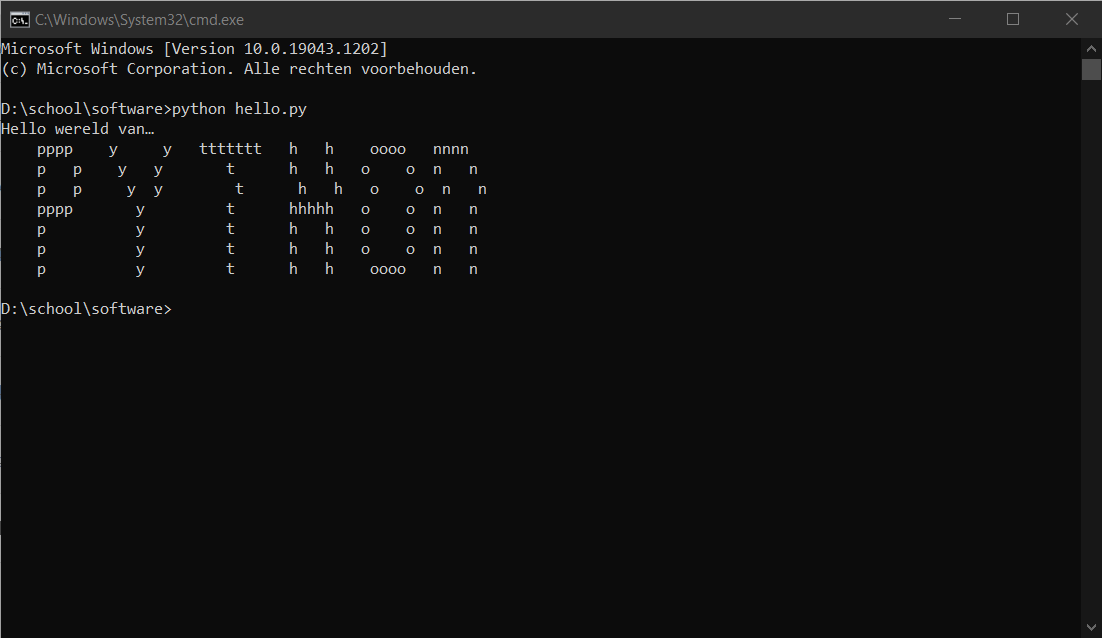 C:\Windows\System32\cmd.exe
Microsoft Windows [Version 10.0.19043.1202]
(c) Microsoft Corporation. Alle rechten voorbehouden.
D:\school\software>python hello.py
Hello wereld van…
    pppp    y     y   ttttttt   h   h    oooo   nnnn
    p   p    y   y       t      h   h   o    o  n   n
    p   p     y  y        t      h   h   o    o  n   n
    pppp       y         t      hhhhh   o    o  n   n
    p          y         t      h   h   o    o  n   n
    p          y         t      h   h   o    o  n   n
    p          y         t      h   h    oooo   n   n
D:\school\software>